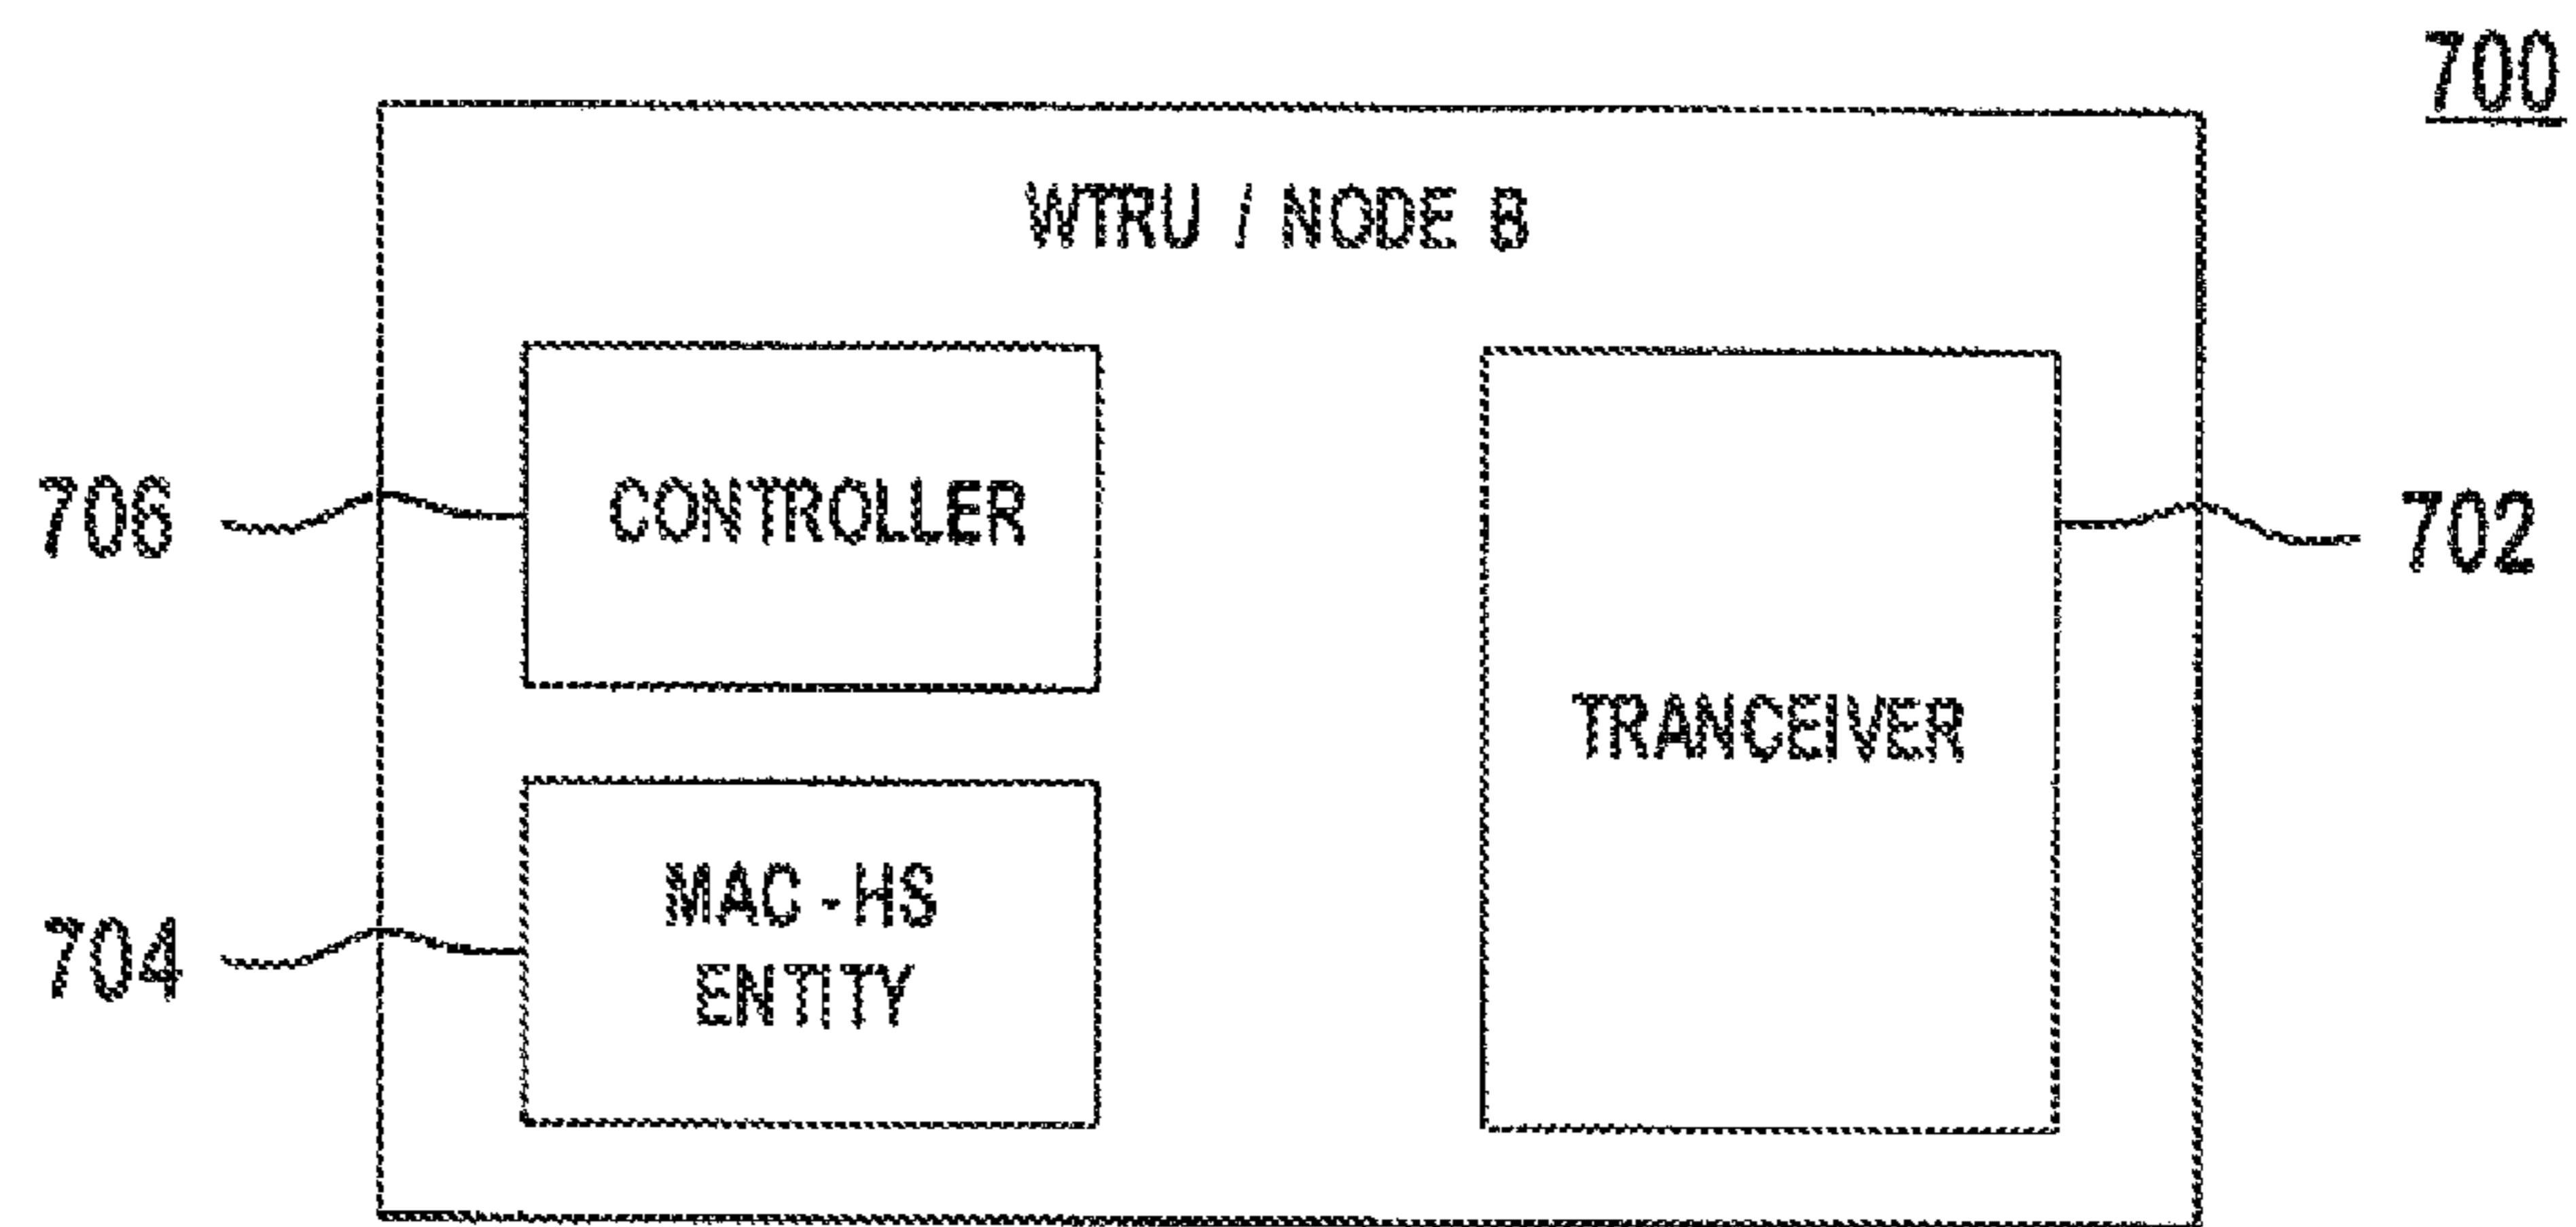 700
WTRU / NODE B
706
CONTROLLER
702
TRANCEIVER
704
MAC - HS
ENTITY